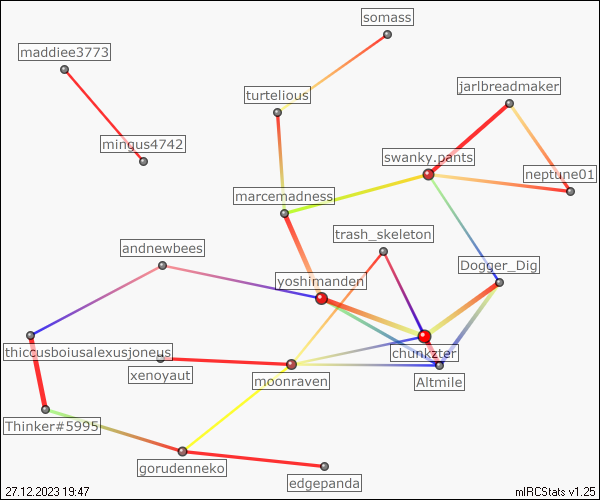 somass
maddiee3773
turtelious
jarlbreadmaker
mingus4742
swanky.pants
neptune01
marcemadness
trash_skeleton
andnewbees
Dogger_Dig
yoshimanden
thiccusboiusalexusjoneus
chunkzter
xenoyaut
moonraven
Altmile
Thinker#5995
gorudenneko
edgepanda
27.12.2023 19:47
mIRCStats v1.25